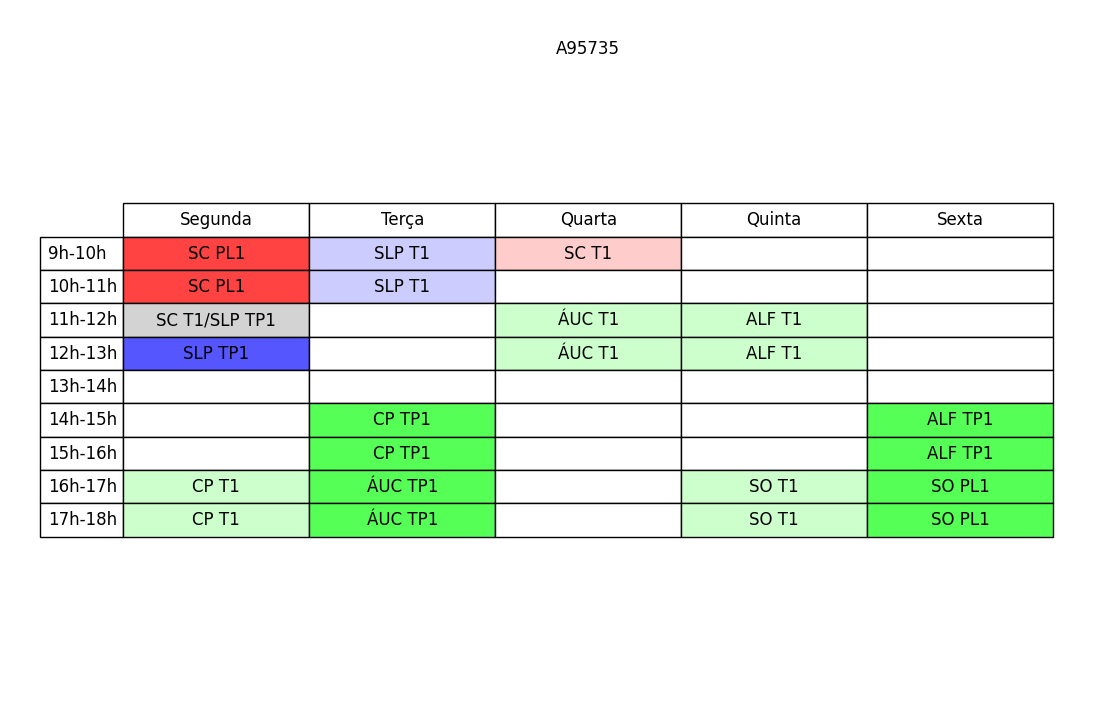 A95735
Segunda Terça Quarta Quinta Sexta
9h-10h SC PL1 SLP T1 SC T1
10h-11h SC PL1 SLP T1
11h-12h SC T1/SLP TP1 ÁUC T1 ALF T1
12h-13h SLP TP1 ÁUC T1 ALF T1
13h-14h
14h-15h CP TP1 ALF TP1
15h-16h CP TP1 ALF TP1
16h-17h CP T1 ÁUC TP1 SO T1 SO PL1
17h-18h CP T1 ÁUC TP1 SO T1 SO PL1